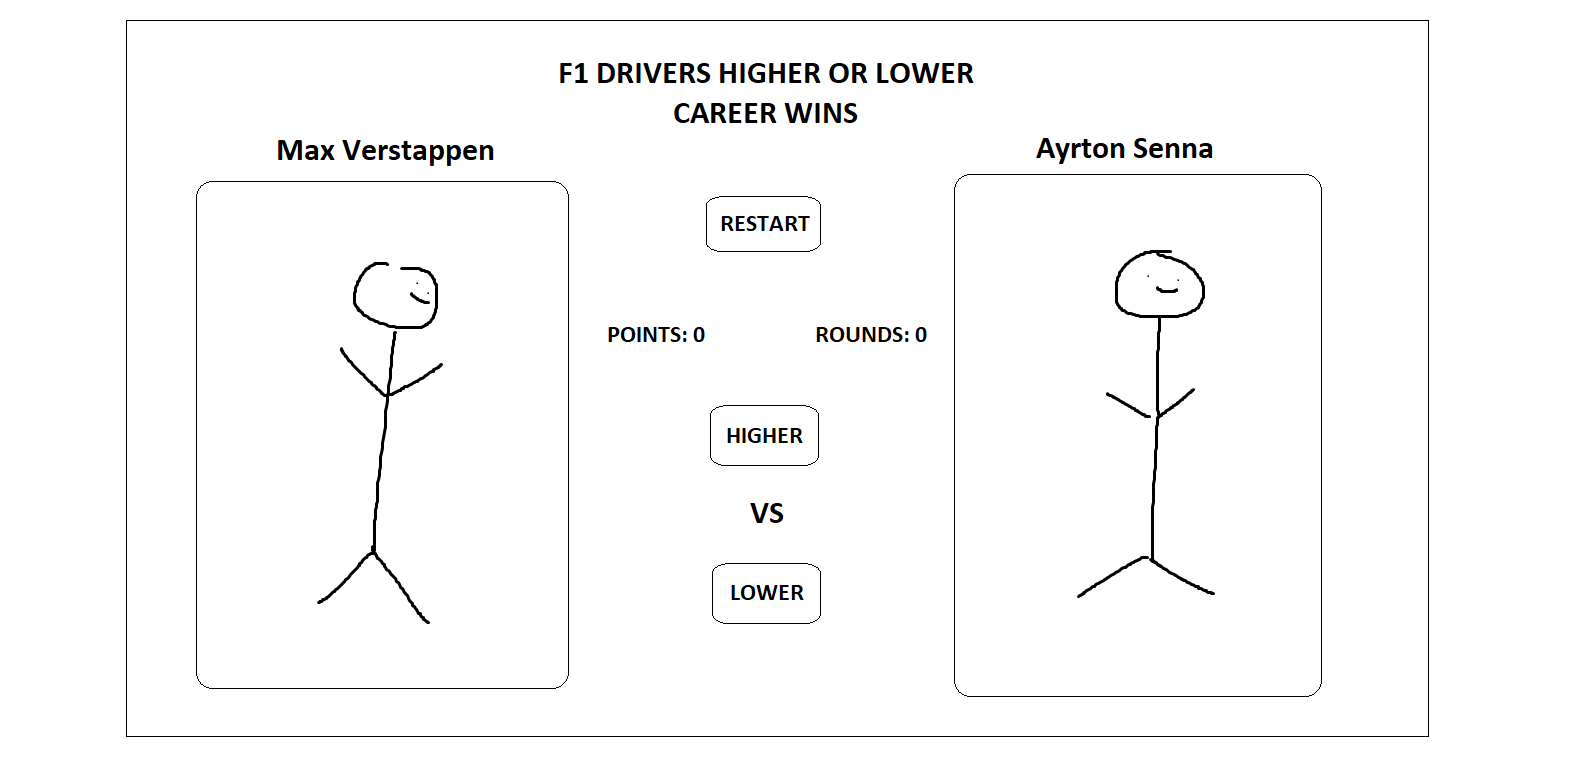 F1 DRIVERS HIGHER OR LOWER
CAREER WINS
Max Verstappen
Ayrton Senna
RESTART
POINTS: 0
ROUNDS: 0
HIGHER
VS
LOWER